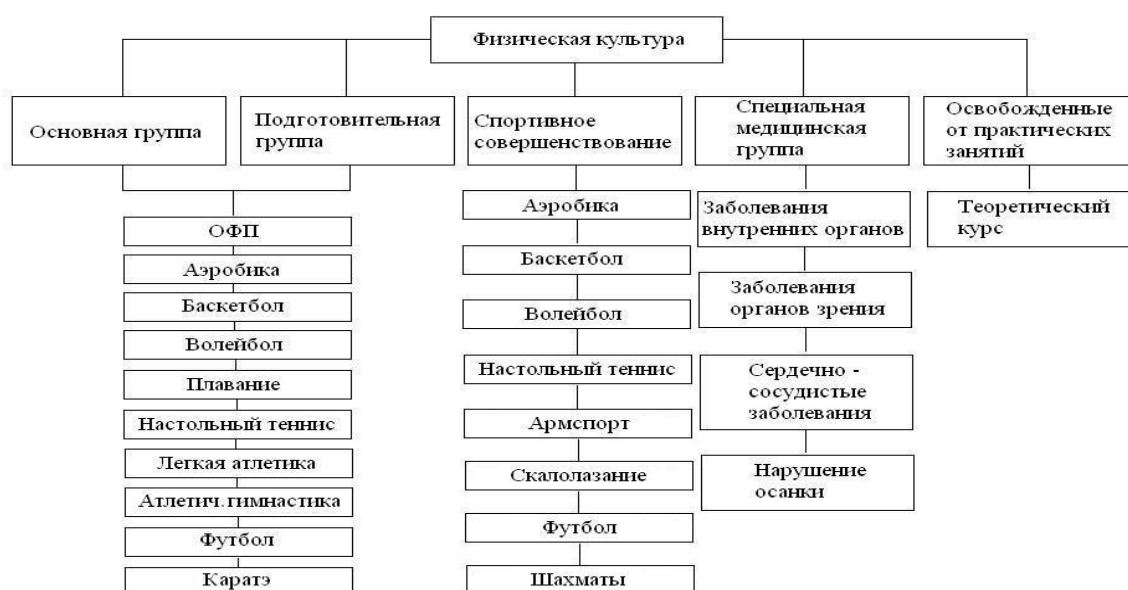 Физическая культура
Основная группа
Подготовительная
группа
Спортивное
совершенствование
Специальная
медицинская
группа
Освобожденные
от практических
занятий
ОФП
Аэробика
Баскетбол
Волейбол
Плавание
Настольный теннис
Легкая атлетика
Атлетич.гимнастика
Футбол
Каратэ
Аэробика
Баскетбол
Волейбол
Настольный теннис
Армспорт
Скалолазание
Футбол
Шахматы
Заболевания
внутренних органов
Заболевания
органов зрения
Сердечно -
сосудистые
заболевания
Нарушение
осанки
Теоретический
курс